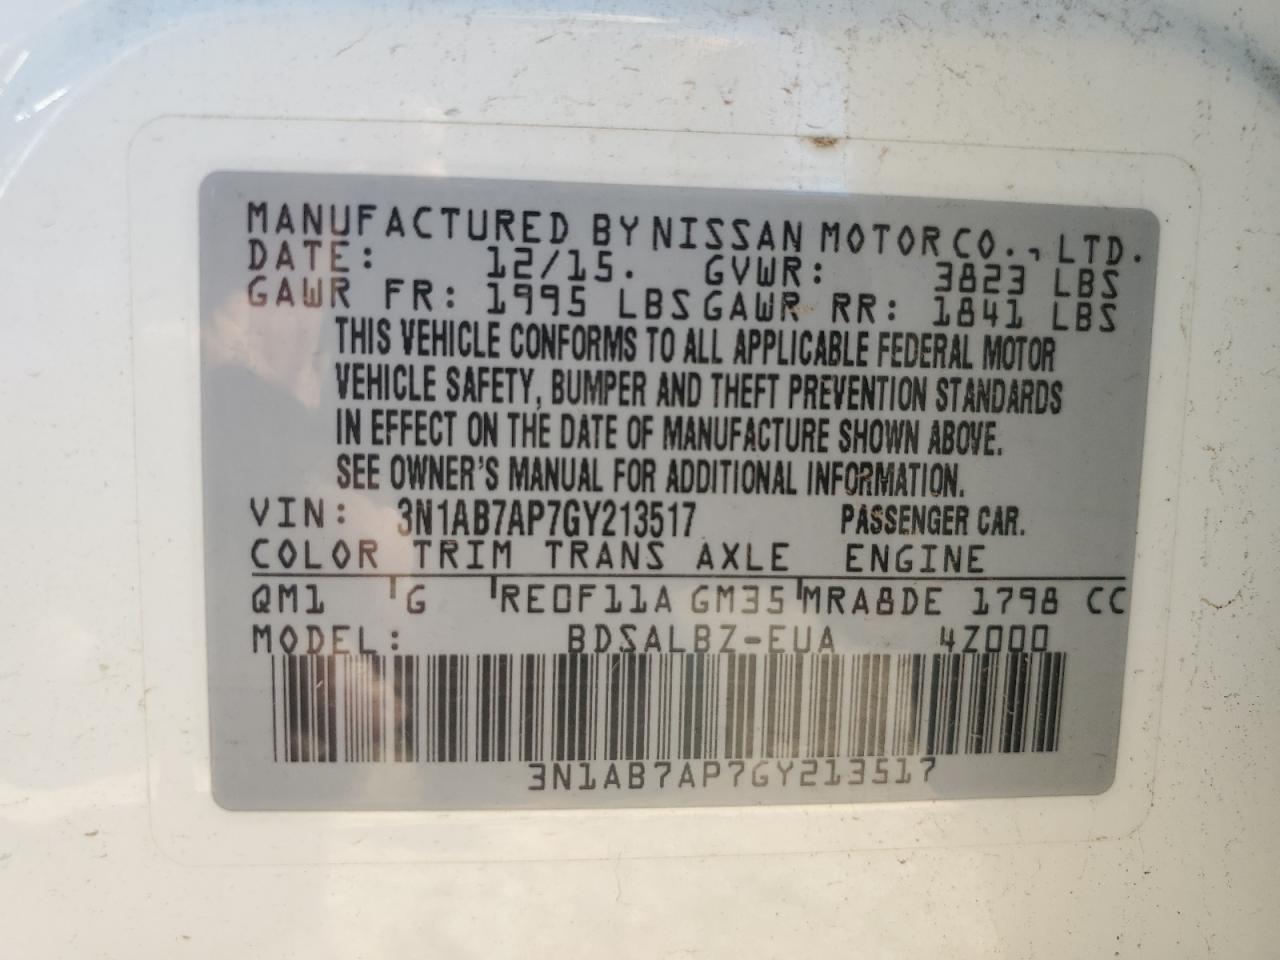 MANUFACTURED BY NISSAN MOTOR CO., LTD.
DATE: 12/15. GVWR: 3823 LBS
GAWR FR: 1995 LBS GAWR RR: 1841 LBS
THIS VEHICLE CONFORMS TO ALL APPLICABLE FEDERAL MOTOR
VEHICLE SAFETY, BUMPER AND THEFT PREVENTION STANDARDS
IN EFFECT ON THE DATE OF MANUFACTURE SHOWN ABOVE.
SEE OWNER'S MANUAL FOR ADDITIONAL INFORMATION.
VIN: 3N1AB7AP7GY213517 PASSENGER CAR.
COLOR TRIM TRANS AXLE ENGINE
QM1 G RE0F11A GM35 MRA8DE 1798 CC
MODEL: BDSALBZ-EUA 4Z000
3N1AB7AP7GY213517